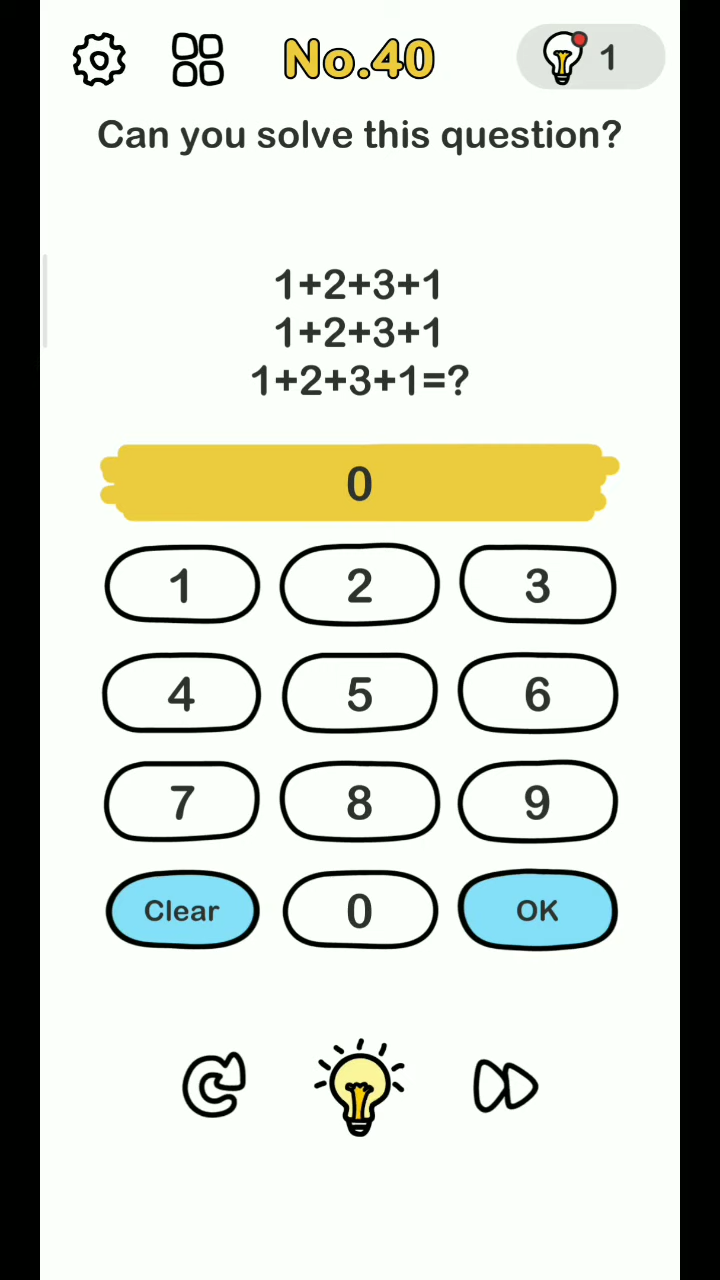 No.40
1
Can you solve this question?
1+2+3+1
1+2+3+1
1+2+3+1=?
0
1 2 3
4 5 6
7 8 9
Clear 0 OK